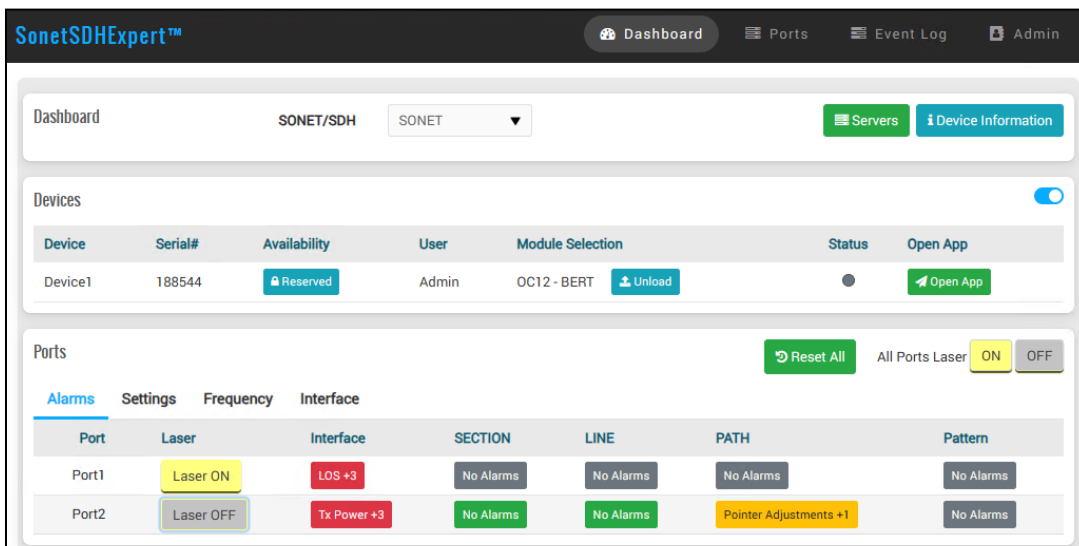 SonetSDHExpert™ Dashboard Ports Event Log Admin
Dashboard SONET/SDH SONET Servers Device Information
Devices
Device Serial# Availability User Module Selection Status Open App
Device1 188544 Reserved Admin OC12 - BERT Unload Open App
Ports Reset All All Ports Laser ON OFF
Alarms Settings Frequency Interface
Port Laser Interface SECTION LINE PATH Pattern
Port1 Laser ON LOS +3 No Alarms No Alarms No Alarms No Alarms
Port2 Laser OFF Tx Power +3 No Alarms No Alarms Pointer Adjustments +1 No Alarms